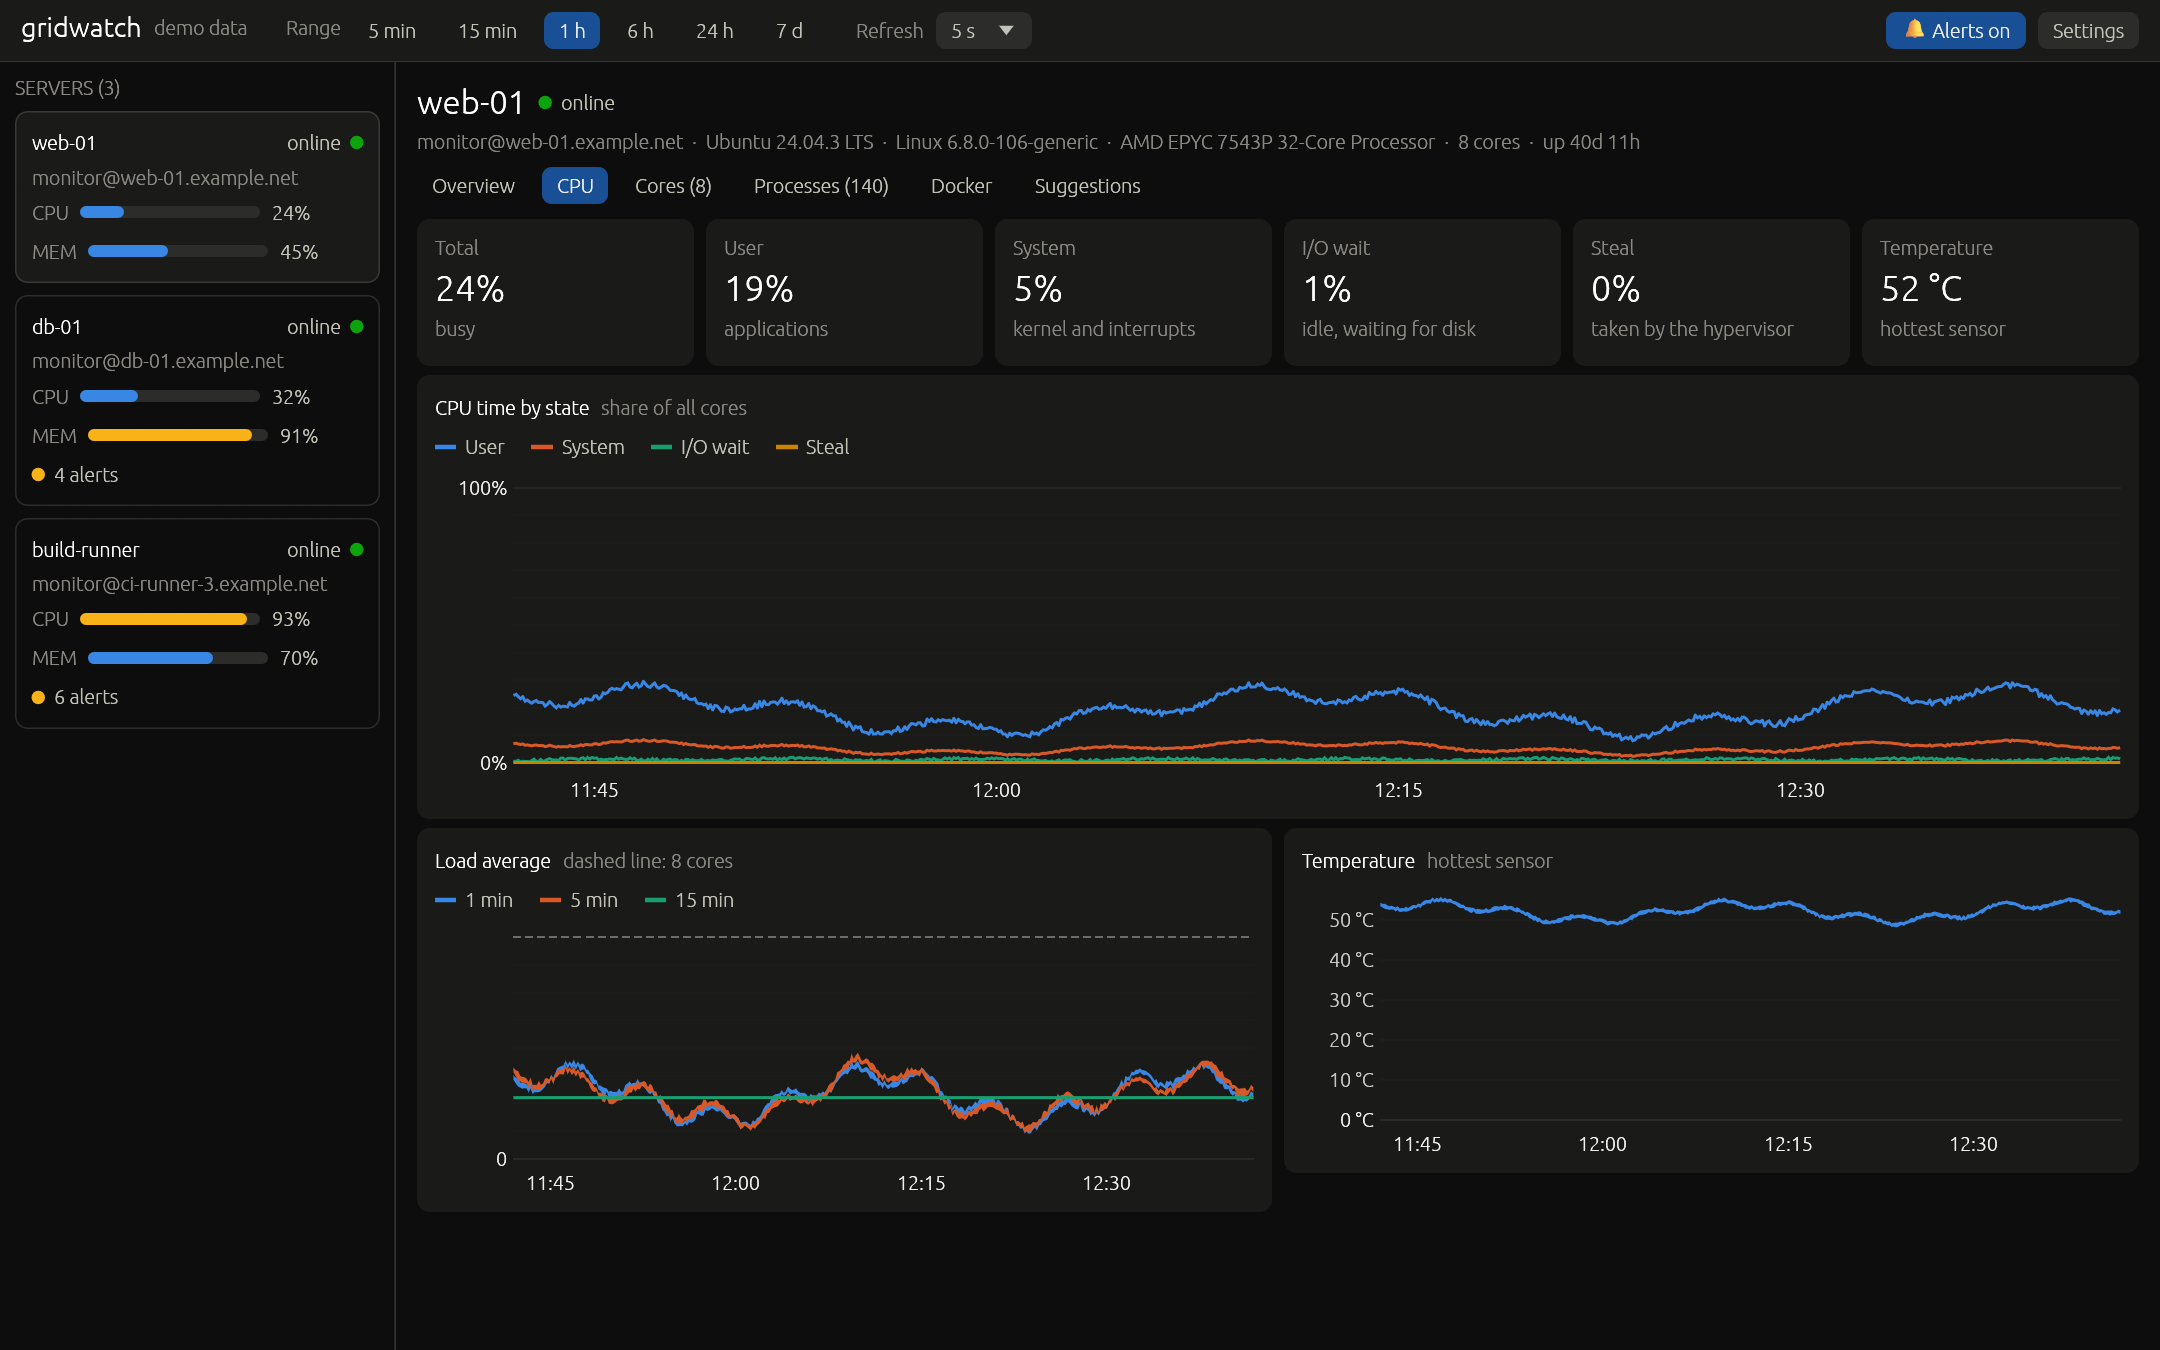 gridwatch demo data Range 5 min 15 min 1 h 6 h 24 h 7 d Refresh 5 s Alerts on Settings
SERVERS (3)
web-01 online
monitor@web-01.example.net
CPU 24%
MEM 45%
db-01 online
monitor@db-01.example.net
CPU 32%
MEM 91%
4 alerts
build-runner online
monitor@ci-runner-3.example.net
CPU 93%
MEM 70%
6 alerts
web-01 online
monitor@web-01.example.net · Ubuntu 24.04.3 LTS · Linux 6.8.0-106-generic · AMD EPYC 7543P 32-Core Processor · 8 cores · up 40d 11h
Overview CPU Cores (8) Processes (140) Docker Suggestions
Total
24%
busy
User
19%
applications
System
5%
kernel and interrupts
I/O wait
1%
idle, waiting for disk
Steal
0%
taken by the hypervisor
Temperature
52 °C
hottest sensor
CPU time by state share of all cores
User System I/O wait Steal
100%
0%
11:45 12:00 12:15 12:30
Load average dashed line: 8 cores
1 min 5 min 15 min
0
11:45 12:00 12:15 12:30
Temperature hottest sensor
50 °C
40 °C
30 °C
20 °C
10 °C
0 °C
11:45 12:00 12:15 12:30